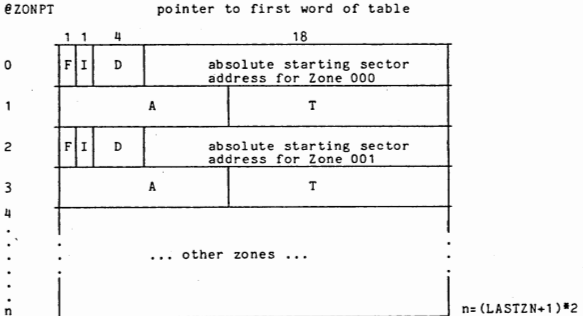 @ZONPT pointer to first word of table
1 1 4 18
0 F I D absolute starting sector
address for Zone 000
1 A T
2 F I D absolute starting sector
address for Zone 001
3 A T
4
... other zones ...
n n=(LASTZN+1)*2